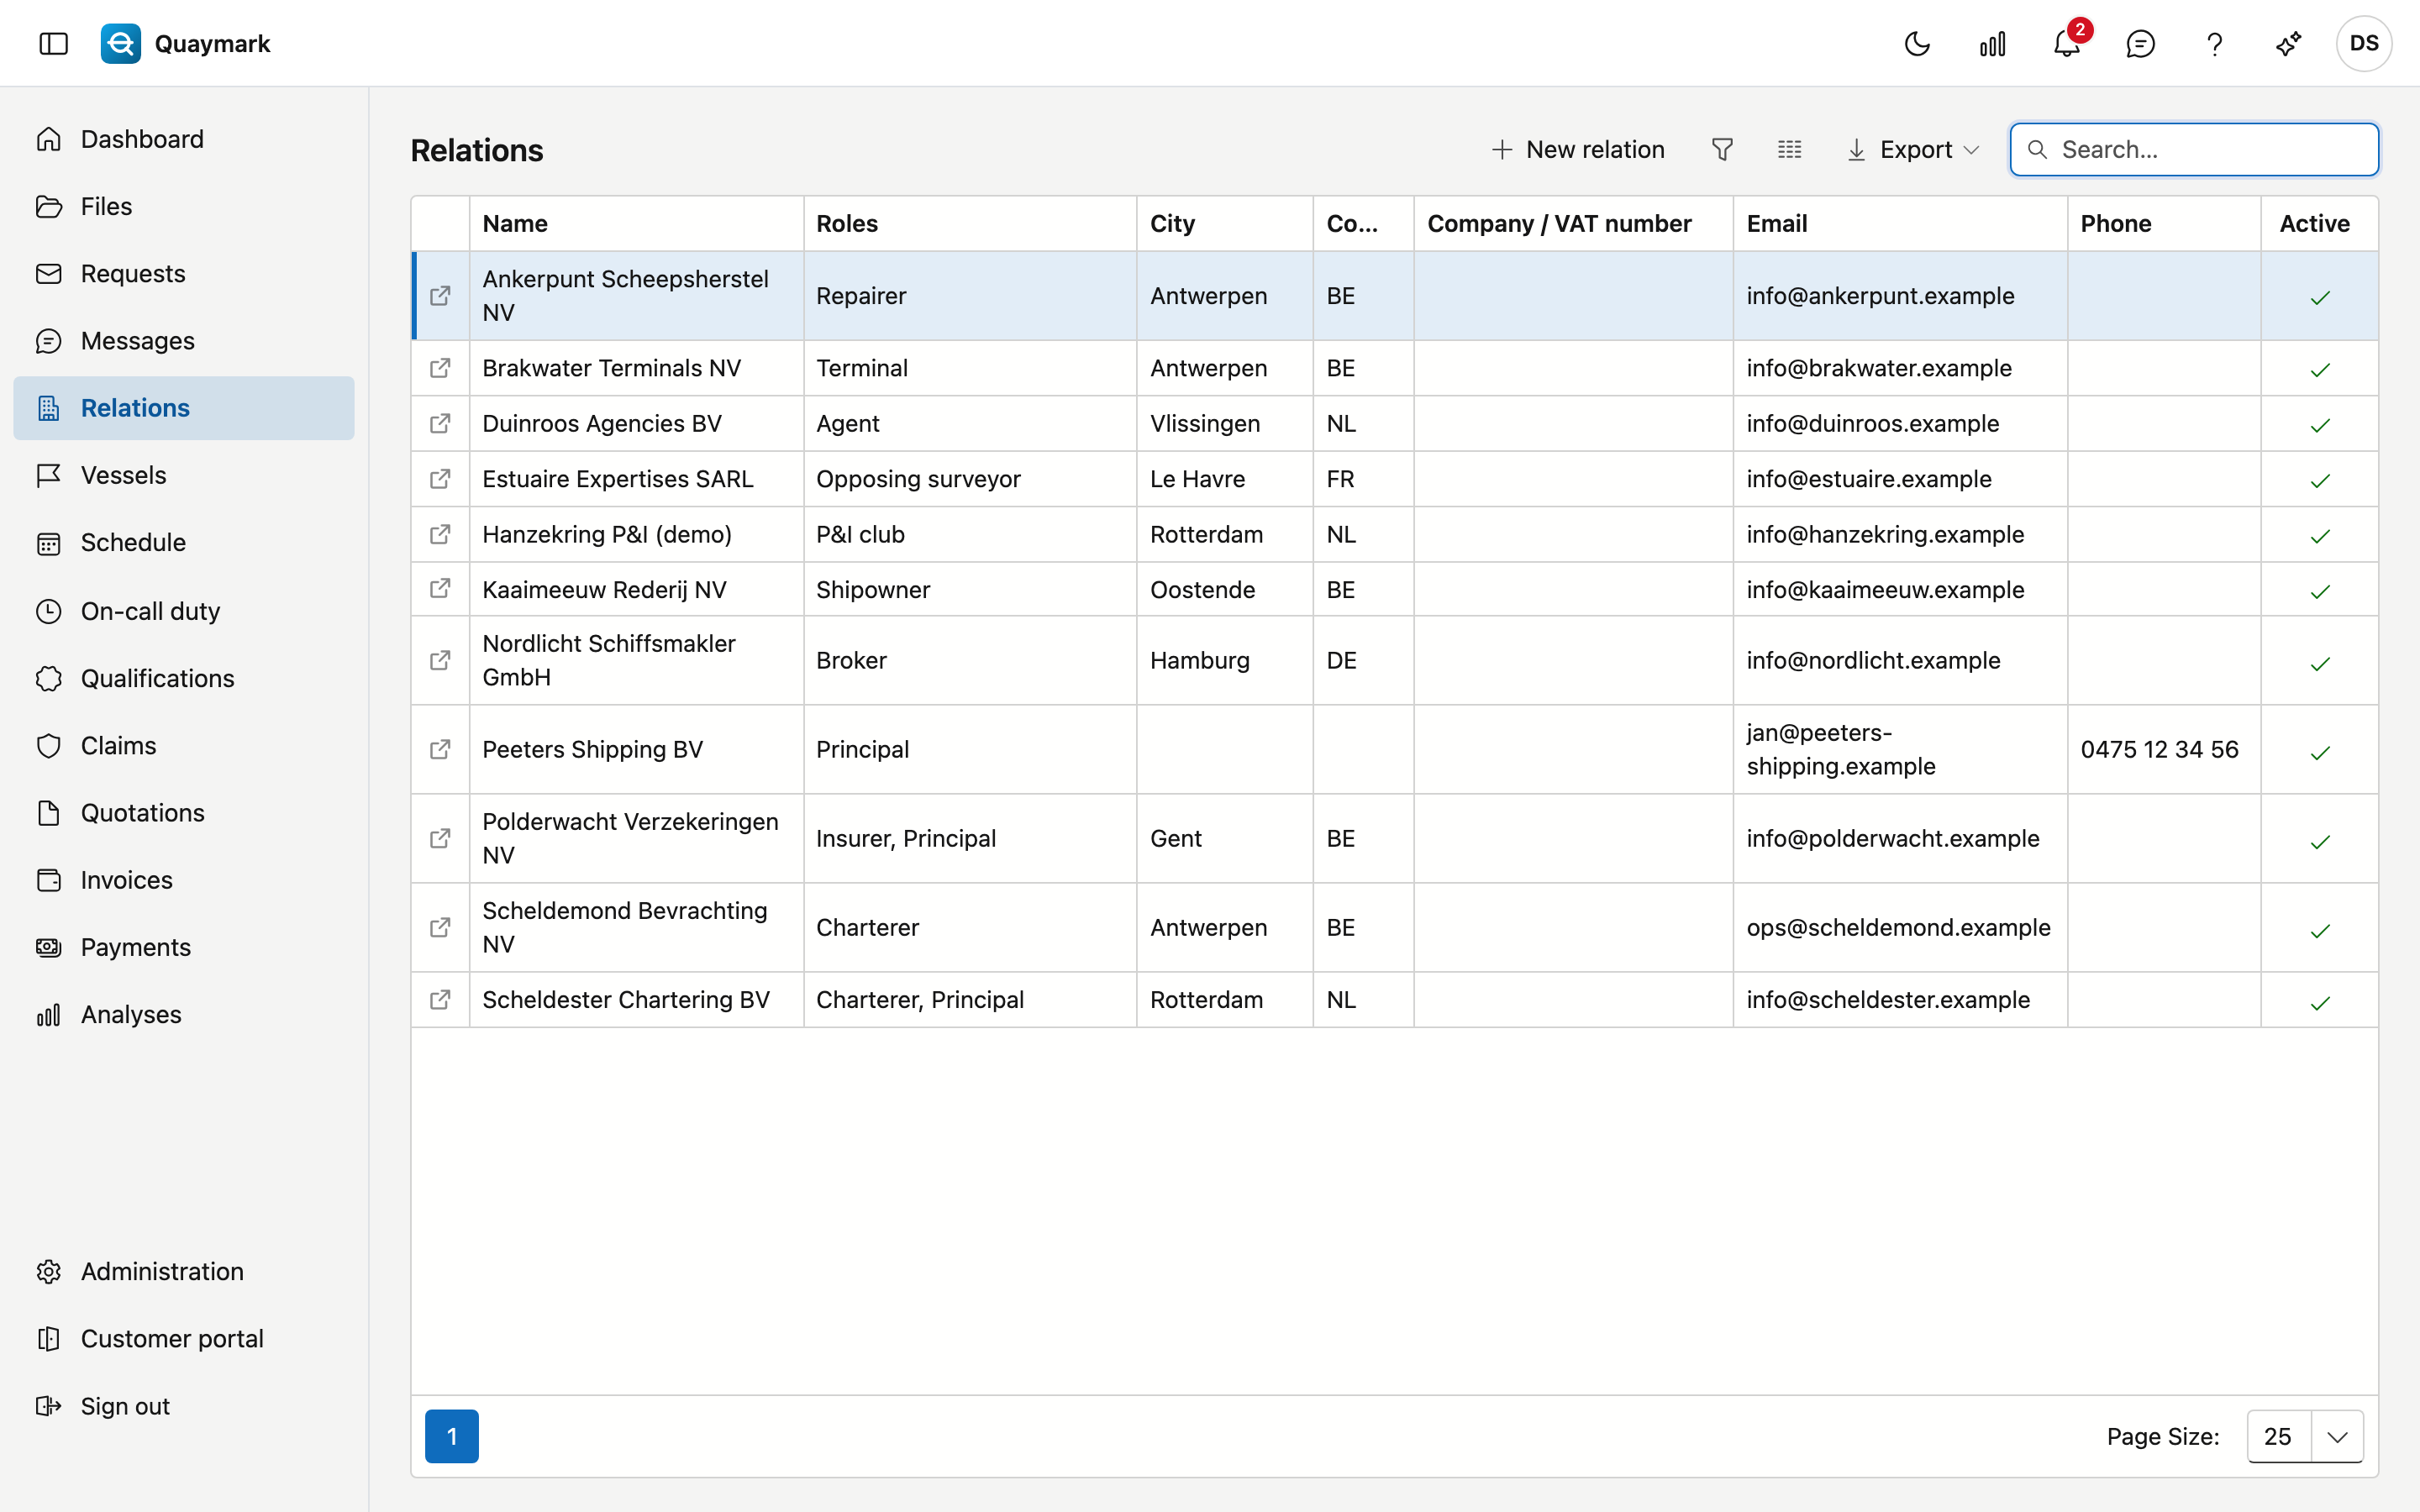 Quaymark
2
DS
Dashboard
Files
Requests
Messages
Relations
Vessels
Schedule
On-call duty
Qualifications
Claims
Quotations
Invoices
Payments
Analyses
Administration
Customer portal
Sign out
Relations
New relation
Export
Search...
Name Roles City Co... Company / VAT number Email Phone Active
Ankerpunt Scheepsherstel
NV
Repairer Antwerpen BE info@ankerpunt.example
Brakwater Terminals NV Terminal Antwerpen BE info@brakwater.example
Duinroos Agencies BV Agent Vlissingen NL info@duinroos.example
Estuaire Expertises SARL Opposing surveyor Le Havre FR info@estuaire.example
Hanzekring P&I (demo) P&I club Rotterdam NL info@hanzekring.example
Kaaimeeuw Rederij NV Shipowner Oostende BE info@kaaimeeuw.example
Nordlicht Schiffsmakler
GmbH
Broker Hamburg DE info@nordlicht.example
Peeters Shipping BV Principal
jan@peeters-
shipping.example
0475 12 34 56
Polderwacht Verzekeringen
NV
Insurer, Principal Gent BE info@polderwacht.example
Scheldemond Bevrachting
NV
Charterer Antwerpen BE ops@scheldemond.example
Scheldester Chartering BV Charterer, Principal Rotterdam NL info@scheldester.example
1
Page Size: 25